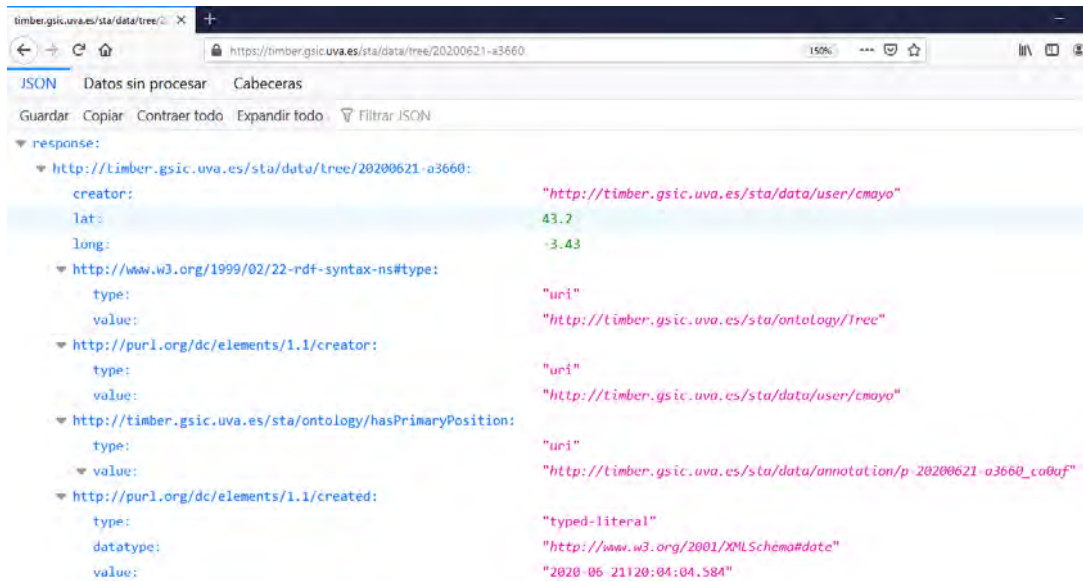 timber.gsic.uva.es/sta/data/tree/2
https://timber.gsic.uva.es/sta/data/tree/20200621-a3660
150%
JSON Datos sin procesar Cabeceras
Guardar Copiar Contraer todo Expandir todo Filtrar JSON
response:
http://timber.gsic.uva.es/sta/data/tree/20200621-a3660:
creator: "http://timber.gsic.uva.es/sta/data/user/cmayo"
lat: 43.2
long: -3.43
http://www.w3.org/1999/02/22-rdf-syntax-ns#type:
type: "uri"
value: "http://timber.gsic.uva.es/sta/ontology/Tree"
http://purl.org/dc/elements/1.1/creator:
type: "uri"
value: "http://timber.gsic.uva.es/sta/data/user/cmayo"
http://timber.gsic.uva.es/sta/ontology/hasPrimaryPosition:
type: "uri"
value: "http://timber.gsic.uva.es/sta/data/annotation/p-20200621-a3660_ca0af"
http://purl.org/dc/elements/1.1/created:
type: "typed-literal"
datatype: "http://www.w3.org/2001/XMLSchema#date"
value: "2020-06-21T20:04:04.584"